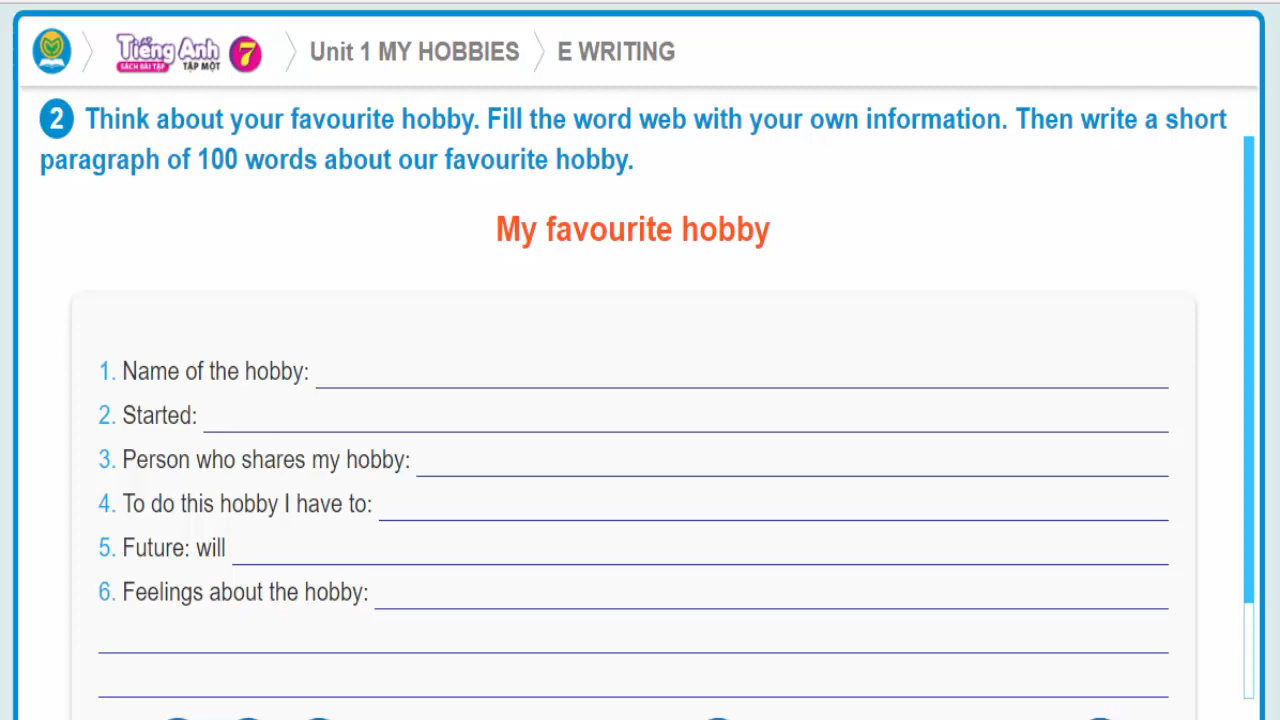 Tiếng Anh 7
SÁCH BÀI TẬP TẬP MỘT
Unit 1 MY HOBBIES
E WRITING
2 Think about your favourite hobby. Fill the word web with your own information. Then write a short
paragraph of 100 words about our favourite hobby.
My favourite hobby
1. Name of the hobby:
2. Started:
3. Person who shares my hobby:
4. To do this hobby I have to:
5. Future: will
6. Feelings about the hobby: